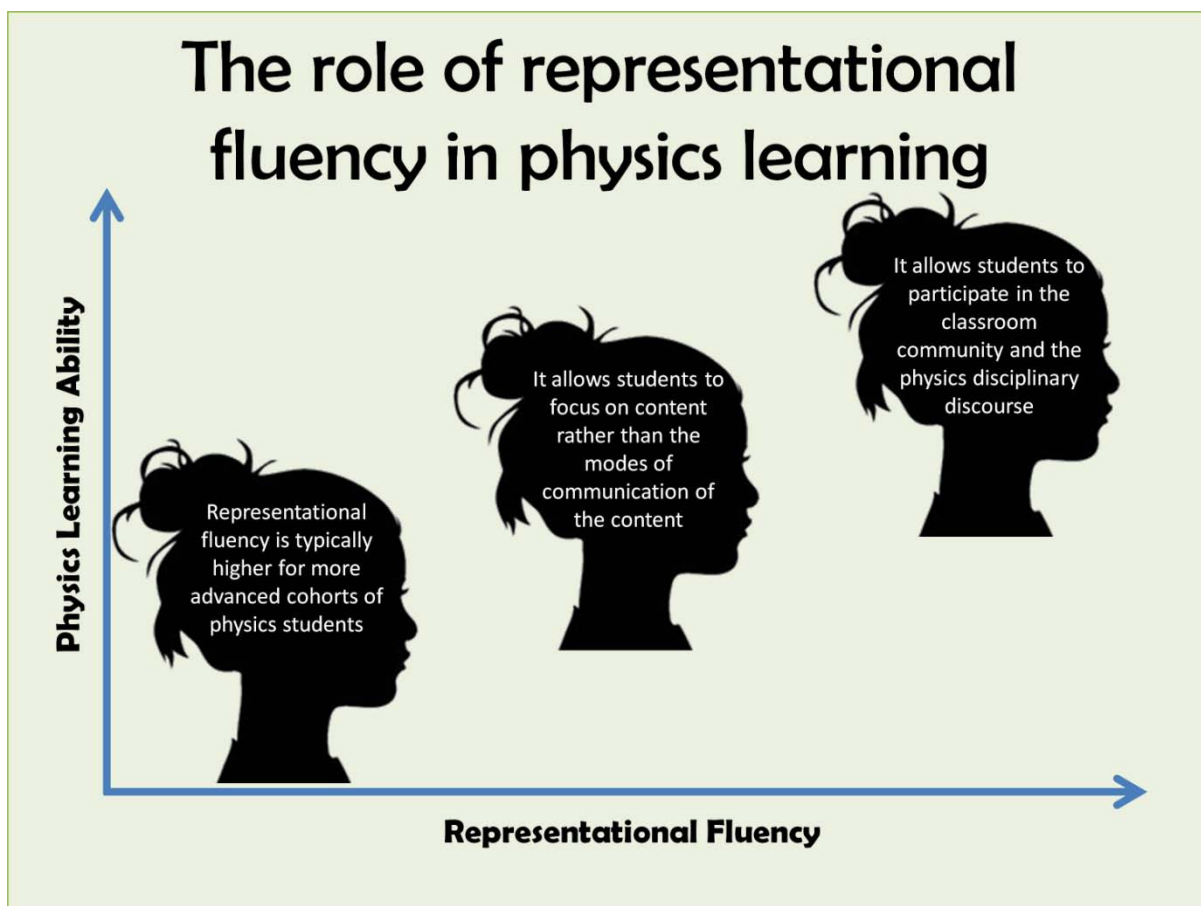 The role of representational
fluency in physics learning
Physics Learning Ability
Representational
fluency is typically
higher for more
advanced cohorts of
physics students
It allows students to
focus on content
rather than the
modes of
communication of
the content
It allows students to
participate in the
classroom
community and the
physics disciplinary
discourse
Representational Fluency